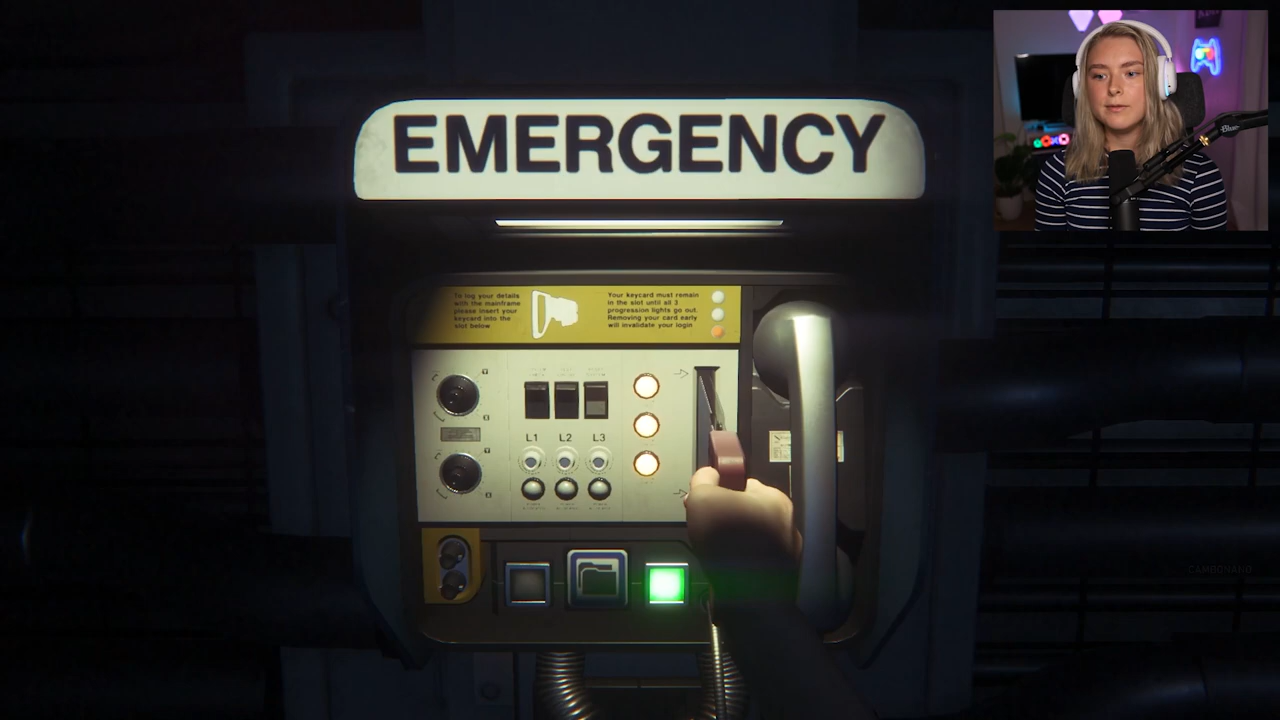 EMERGENCY
To log your details
with the mainframe
please insert your
keycard into the
slot below
Your keycard must remain
in the slot until all 3
progression lights go out.
Removing your card early
will invalidate your login
L1 L2 L3
CAMBOMARO